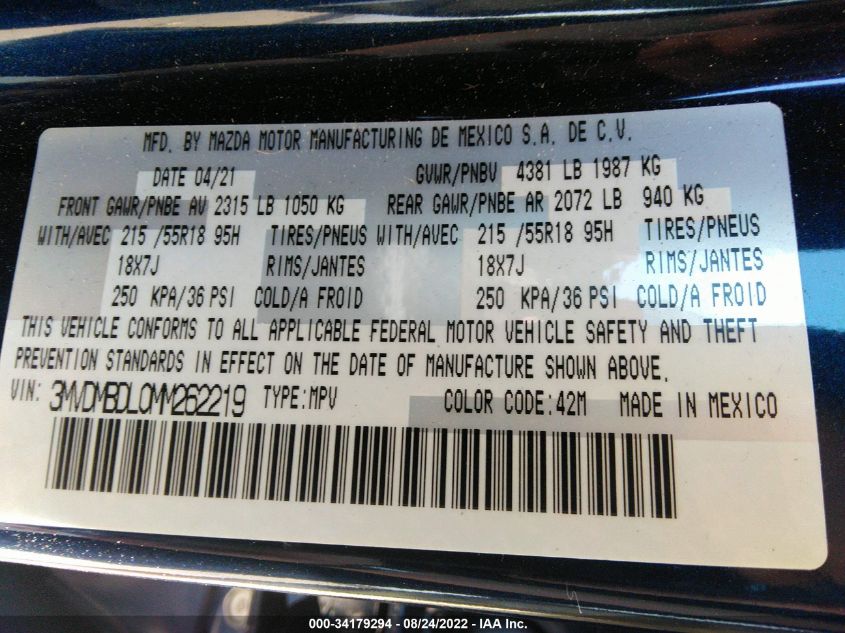 MFD. BY MAZDA MOTOR MANUFACTURING DE MEXICO S.A. DE C.V.
DATE 04/21 GVWR/PNBV 4381 LB 1987 KG
FRONT GAWR/PNBE AV 2315 LB 1050 KG REAR GAWR/PNBE AR 2072 LB 940 KG
WITH/AVEC 215 /55R18 95H TIRES/PNEUS WITH/AVEC 215 /55R18 95H TIRES/PNEUS
18X7J RIMS/JANTES 18X7J RIMS/JANTES
250 KPA/36 PSI COLD/A FROID 250 KPA/36 PSI COLD/A FROID
THIS VEHICLE CONFORMS TO ALL APPLICABLE FEDERAL MOTOR VEHICLE SAFETY AND THEFT
PREVENTION STANDARDS IN EFFECT ON THE DATE OF MANUFACTURE SHOWN ABOVE.
VIN: 3MVDMBDL0MM262219 TYPE:MPV COLOR CODE:42M MADE IN MEXICO
000-34179294 - 08/24/2022 - IAA Inc.